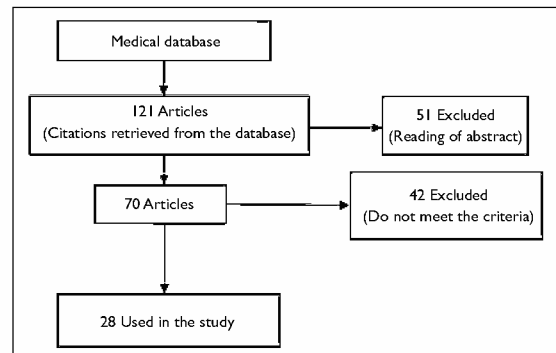 Medical database
121 Articles
(Citations retrieved from the database)
51 Excluded
(Reading of abstract)
70 Articles
42 Excluded
(Do not meet the criteria)
28 Used in the study